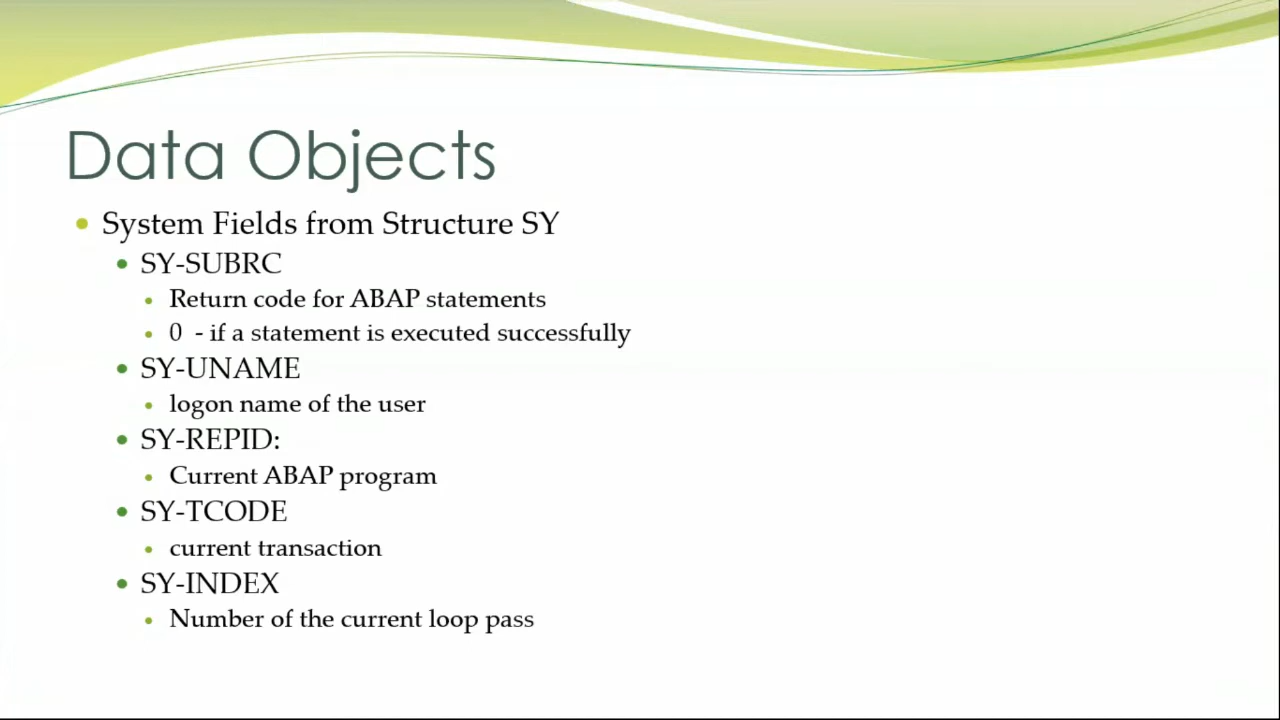 Data Objects
System Fields from Structure SY
SY-SUBRC
Return code for ABAP statements
0  - if a statement is executed successfully
SY-UNAME
logon name of the user
SY-REPID:
Current ABAP program
SY-TCODE
current transaction
SY-INDEX
Number of the current loop pass